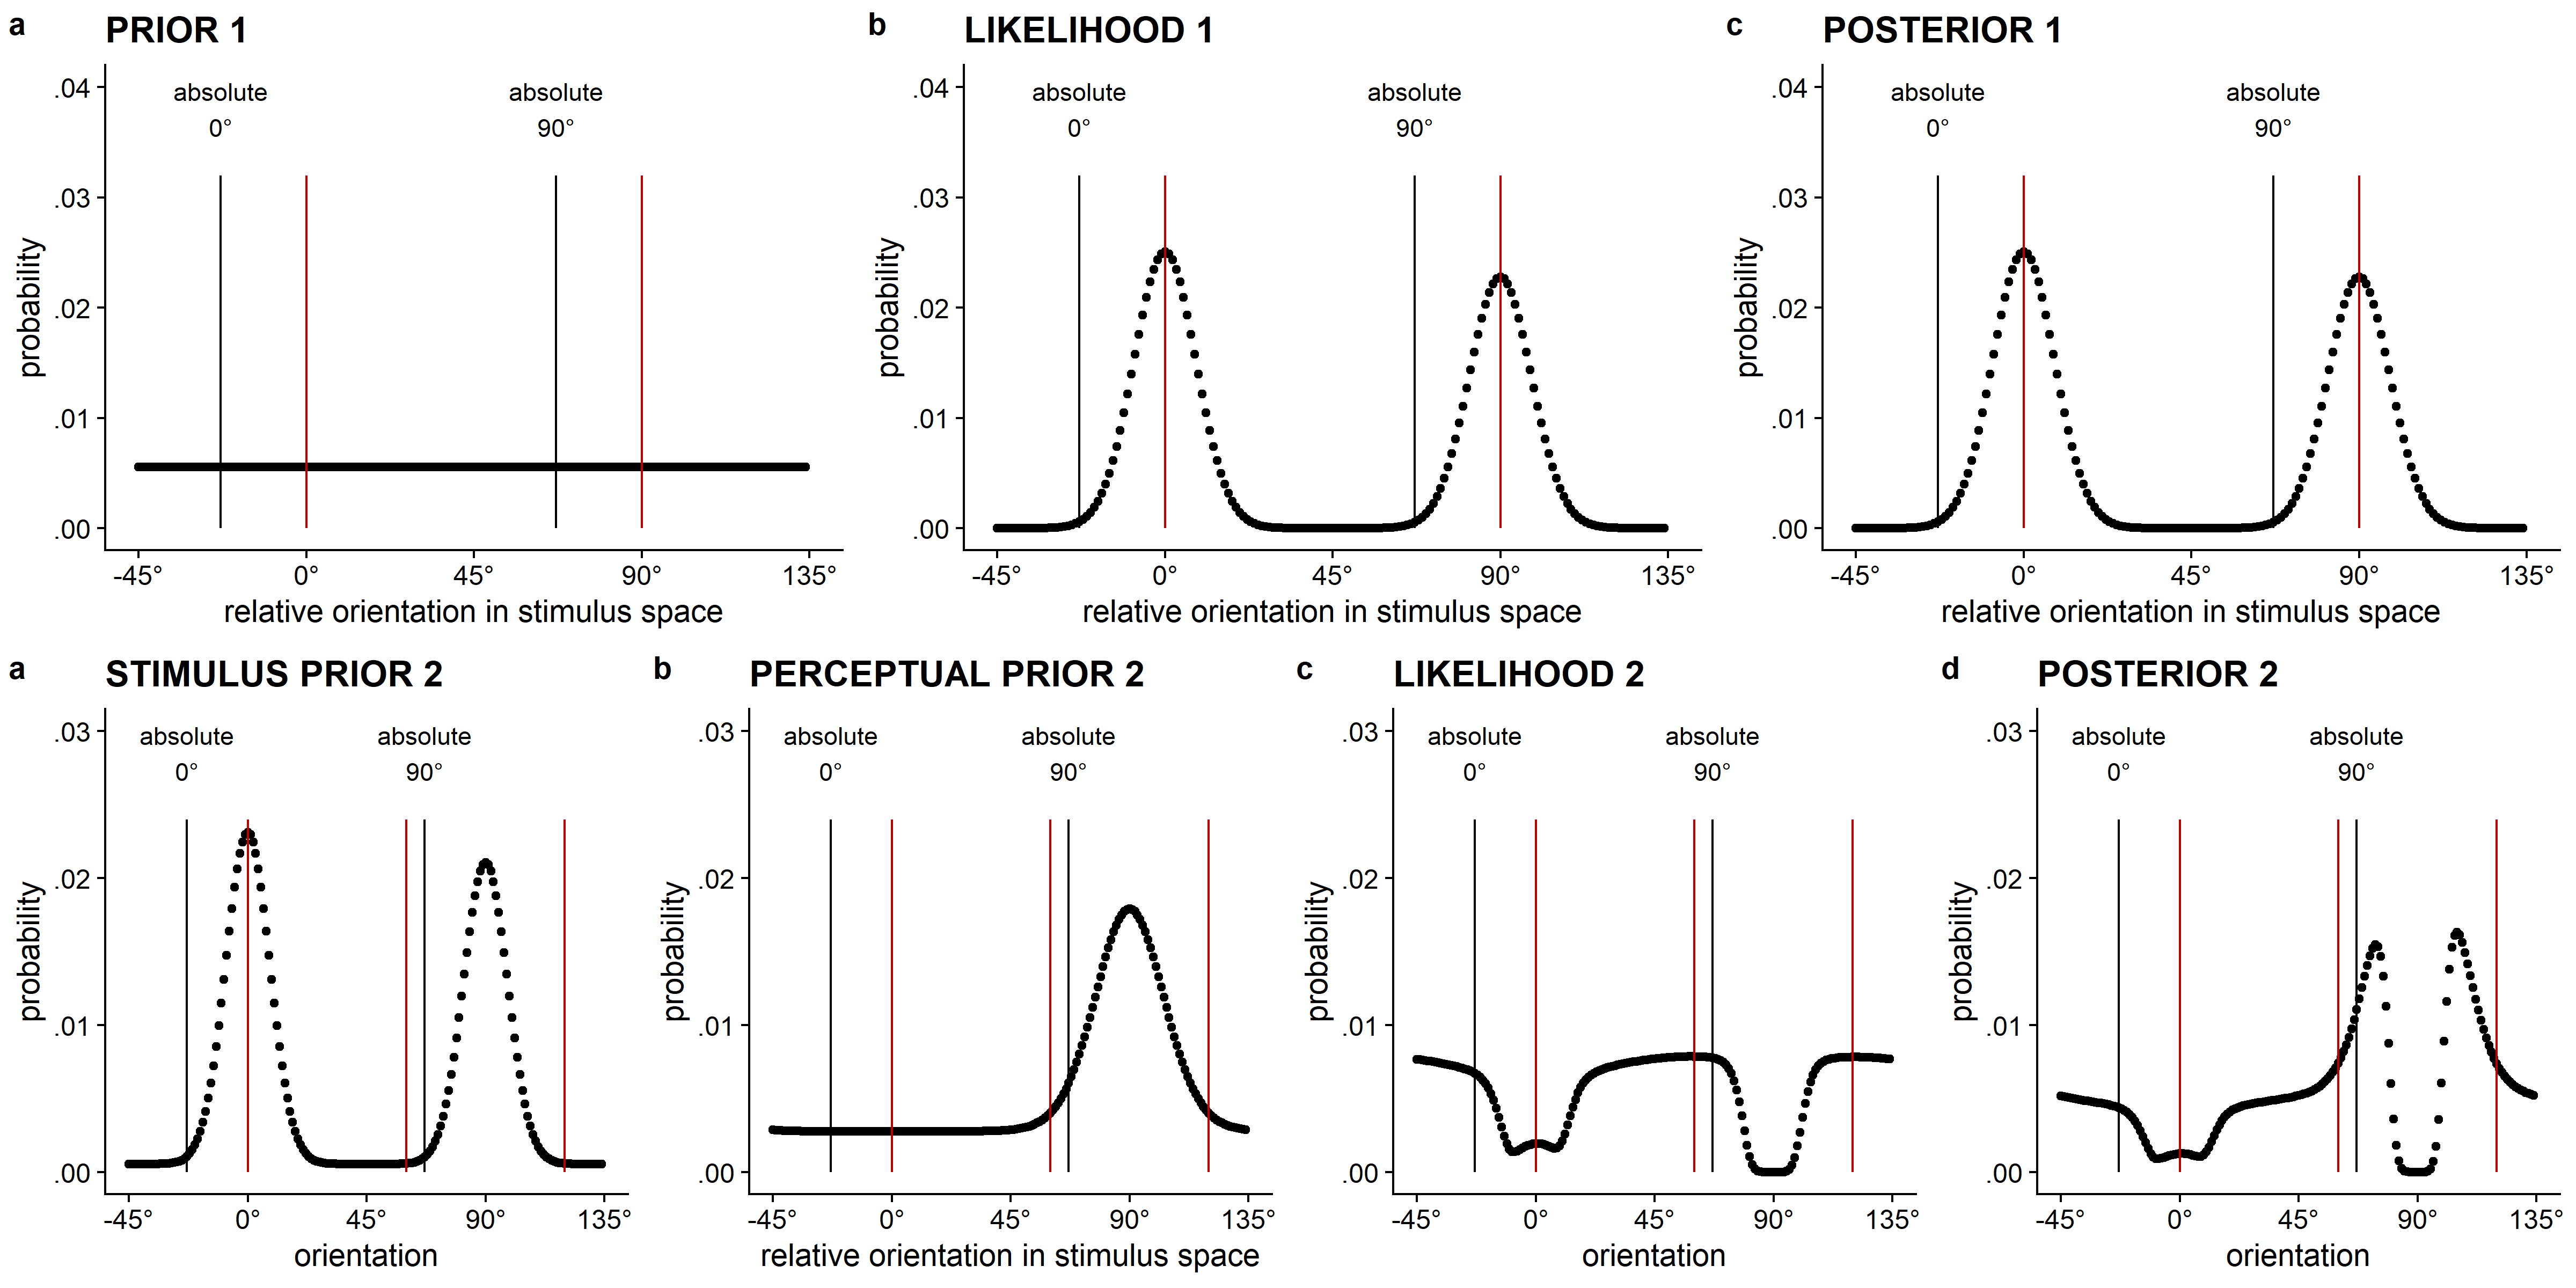 a PRIOR 1
.04
.03
.02
.01
.00
probability
absolute 0°
absolute 90°
-45° 0° 45° 90° 135°
relative orientation in stimulus space
b LIKELIHOOD 1
.04
.03
.02
.01
.00
probability
absolute 0°
absolute 90°
-45° 0° 45° 90° 135°
relative orientation in stimulus space
c POSTERIOR 1
.04
.03
.02
.01
.00
probability
absolute 0°
absolute 90°
-45° 0° 45° 90° 135°
relative orientation in stimulus space
a STIMULUS PRIOR 2
.03
.02
.01
.00
probability
absolute 0°
absolute 90°
-45° 0° 45° 90° 135°
orientation
b PERCEPTUAL PRIOR 2
.03
.02
.01
.00
probability
absolute 0°
absolute 90°
-45° 0° 45° 90° 135°
relative orientation in stimulus space
c LIKELIHOOD 2
.03
.02
.01
.00
probability
absolute 0°
absolute 90°
-45° 0° 45° 90° 135°
orientation
d POSTERIOR 2
.03
.02
.01
.00
probability
absolute 0°
absolute 90°
-45° 0° 45° 90° 135°
orientation